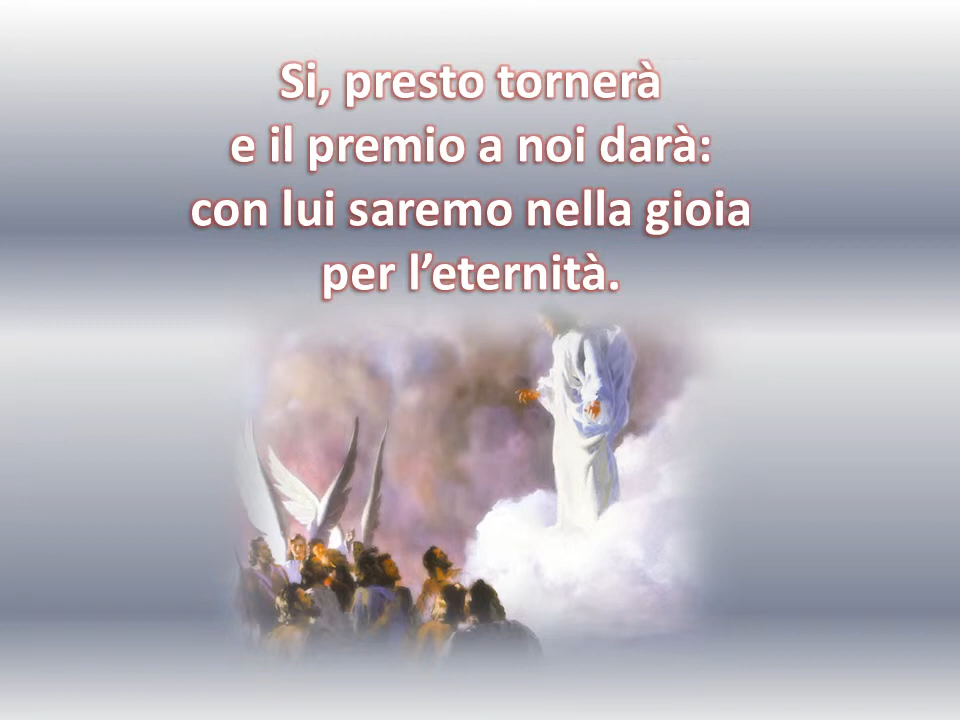 Si, presto tornerà
e il premio a noi darà:
con lui saremo nella gioia
per l’eternità.